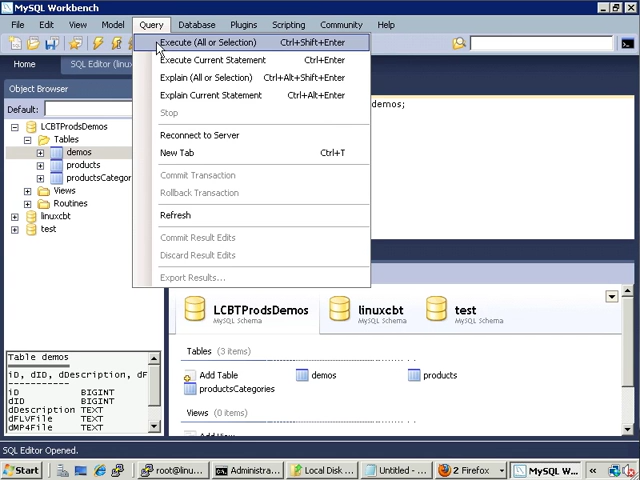 MySQL Workbench
File Edit View Model Query Database Plugins Scripting Community Help
Home
SQL Editor (linux
Object Browser
Default:
LCBTProdsDemos
Tables
demos
products
productsCategor
Views
Routines
linuxcbt
test
Execute (All or Selection) Ctrl+Shift+Enter
Execute Current Statement Ctrl+Enter
Explain (All or Selection) Ctrl+Alt+Shift+Enter
Explain Current Statement Ctrl+Alt+Enter
Stop
Reconnect to Server
New Tab Ctrl+T
Commit Transaction
Rollback Transaction
Refresh
Commit Result Edits
Discard Result Edits
Export Results...
demos;
LCBTProdsDemos
MySQL Schema
linuxcbt
MySQL Schema
test
MySQL Schema
Tables (3 items)
Add Table demos products
productsCategories
Views (0 items)
Table demos
iD, dID, dDescription, dF
------------
iD BIGINT
dID BIGINT
dDescription TEXT
dFLVFile TEXT
dMP4File TEXT
SQL Editor Opened.
Start root@linu... Administra... Local Disk ... Untitled - ... 2 Firefox MySQL W... «